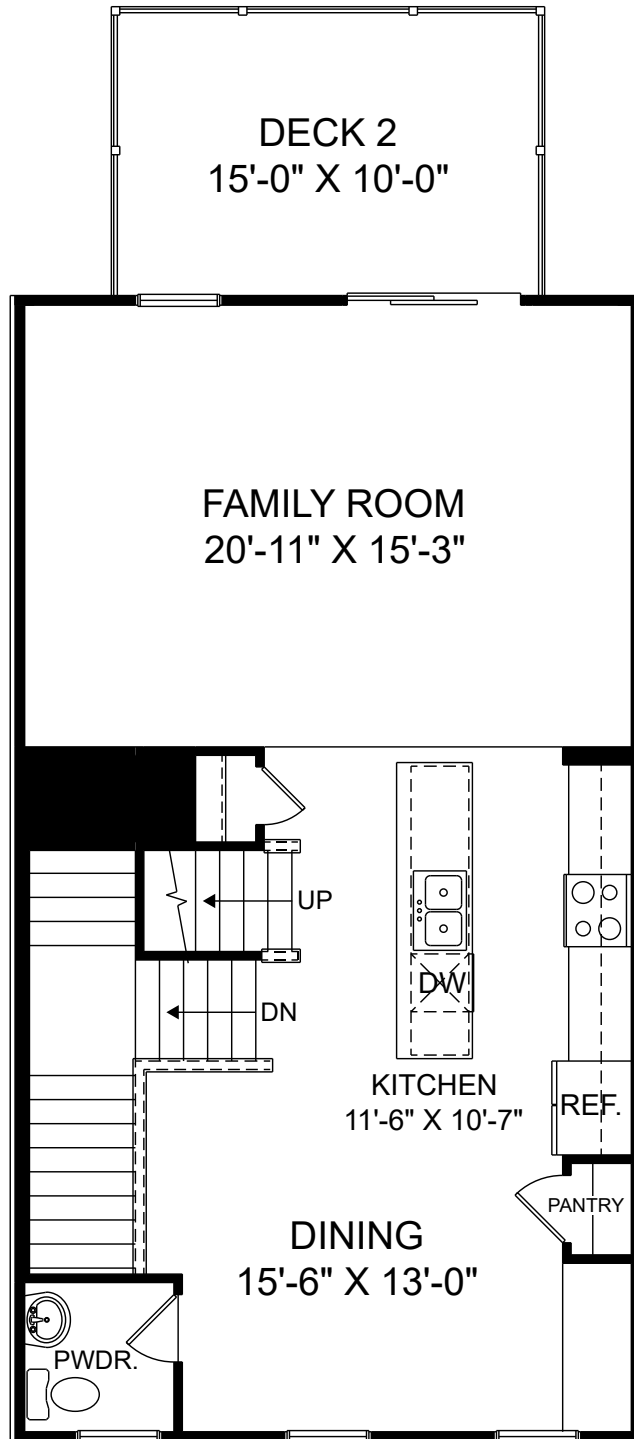 DECK 2
15'-0" X 10'-0"
FAMILY ROOM
20'-11" X 15'-3"
UP
DN
DW
KITCHEN
11'-6" X 10'-7"
REF.
PANTRY
DINING
15'-6" X 13'-0"
PWDR.